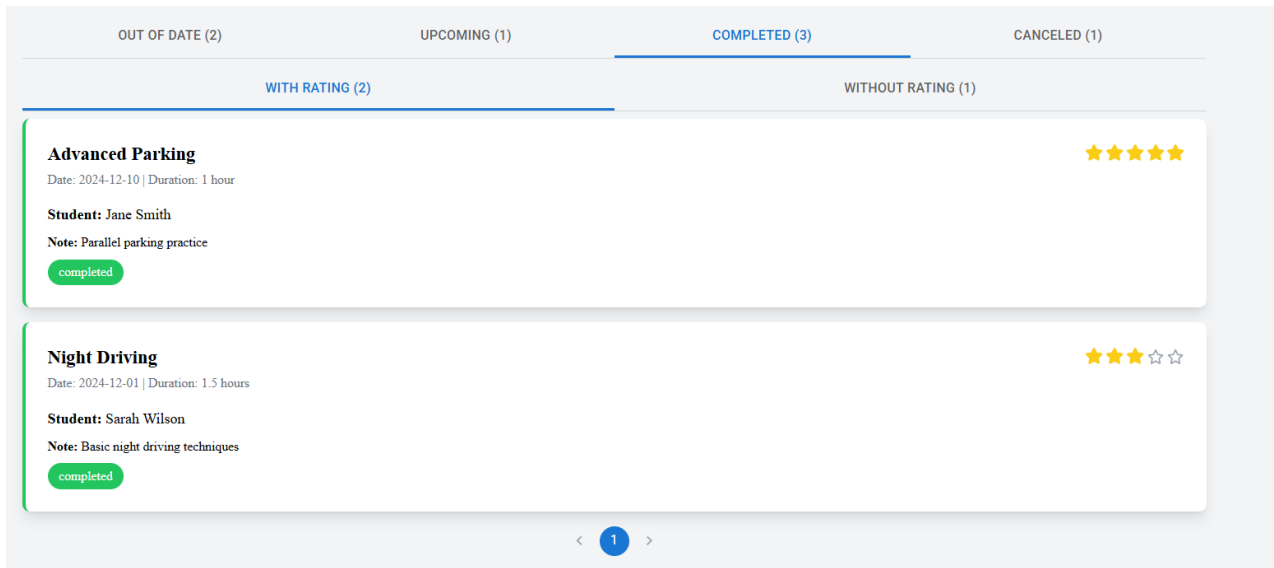 OUT OF DATE (2) UPCOMING (1) COMPLETED (3) CANCELED (1)
WITH RATING (2) WITHOUT RATING (1)
Advanced Parking
Date: 2024-12-10 | Duration: 1 hour
Student: Jane Smith
Note: Parallel parking practice
completed
Night Driving
Date: 2024-12-01 | Duration: 1.5 hours
Student: Sarah Wilson
Note: Basic night driving techniques
completed
1